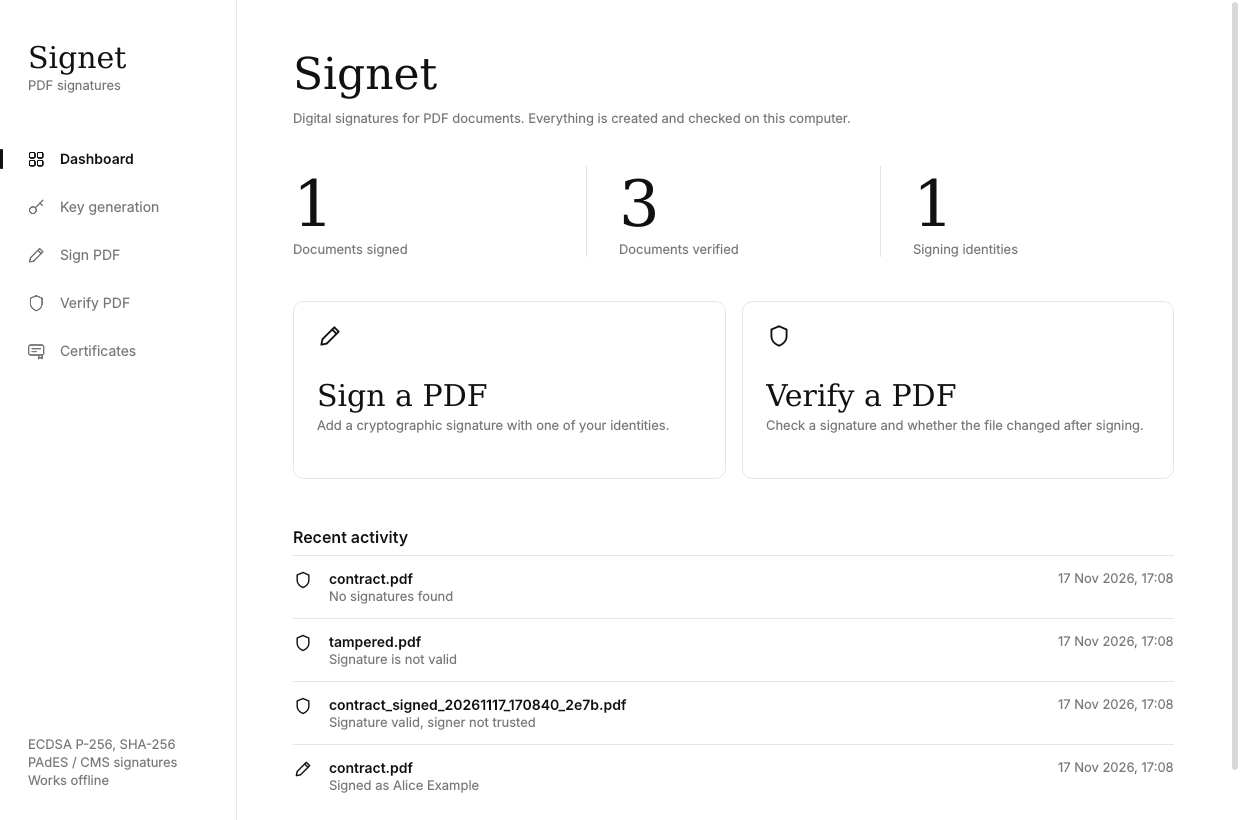 Signet
PDF signatures
Dashboard
Key generation
Sign PDF
Verify PDF
Certificates
ECDSA P-256, SHA-256
PAdES / CMS signatures
Works offline
Signet
Digital signatures for PDF documents. Everything is created and checked on this computer.
1
Documents signed
3
Documents verified
1
Signing identities
Sign a PDF
Add a cryptographic signature with one of your identities.
Verify a PDF
Check a signature and whether the file changed after signing.
Recent activity
contract.pdf
No signatures found
17 Nov 2026, 17:08
tampered.pdf
Signature is not valid
17 Nov 2026, 17:08
contract_signed_20261117_170840_2e7b.pdf
Signature valid, signer not trusted
17 Nov 2026, 17:08
contract.pdf
Signed as Alice Example
17 Nov 2026, 17:08